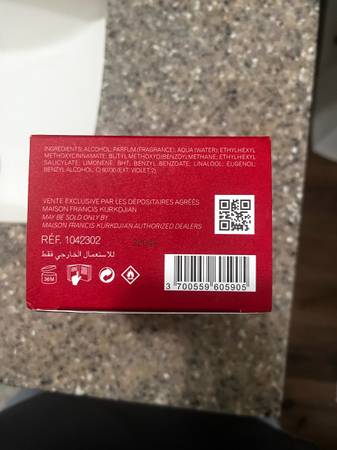 INGREDIENTS: ALCOHOL, PARFUM (FRAGRANCE), AQUA (WATER), ETHYLHEXYL
METHOXYCINNAMATE, BUTYL METHOXYDIBENZOYLMETHANE, ETHYLHEXYL
SALICYLATE, LIMONENE, BHT, BENZYL BENZOATE, LINALOOL, EUGENOL,
BENZYL ALCOHOL, CI 60730 (EXT. VIOLET 2)
VENTE EXCLUSIVE PAR LES DÉPOSITAIRES AGRÉÉS
MAISON FRANCIS KURKDJIAN
MAY BE SOLD ONLY BY
MAISON FRANCIS KURKDJIAN AUTHORIZED DEALERS
RÉF. 1042302
للاستعمال الخارجي فقط
36M
3 700559 605905